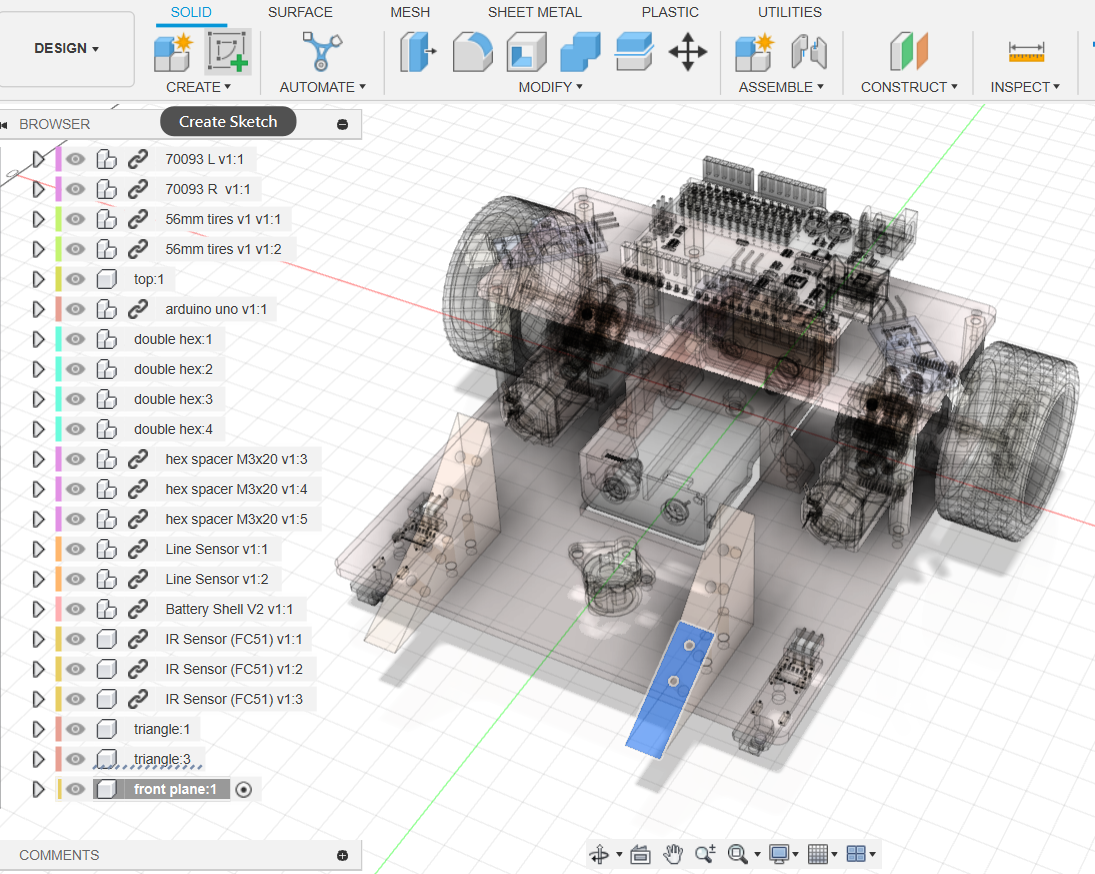 SOLID SURFACE MESH SHEET METAL PLASTIC UTILITIES
DESIGN ▾
CREATE ▾ AUTOMATE ▾ MODIFY ▾ ASSEMBLE ▾ CONSTRUCT ▾ INSPECT ▾
BROWSER
Create Sketch
70093 L v1:1
70093 R v1:1
56mm tires v1 v1:1
56mm tires v1 v1:2
top:1
arduino uno v1:1
double hex:1
double hex:2
double hex:3
double hex:4
hex spacer M3x20 v1:3
hex spacer M3x20 v1:4
hex spacer M3x20 v1:5
Line Sensor v1:1
Line Sensor v1:2
Battery Shell V2 v1:1
IR Sensor (FC51) v1:1
IR Sensor (FC51) v1:2
IR Sensor (FC51) v1:3
triangle:1
triangle:3
front plane:1
COMMENTS